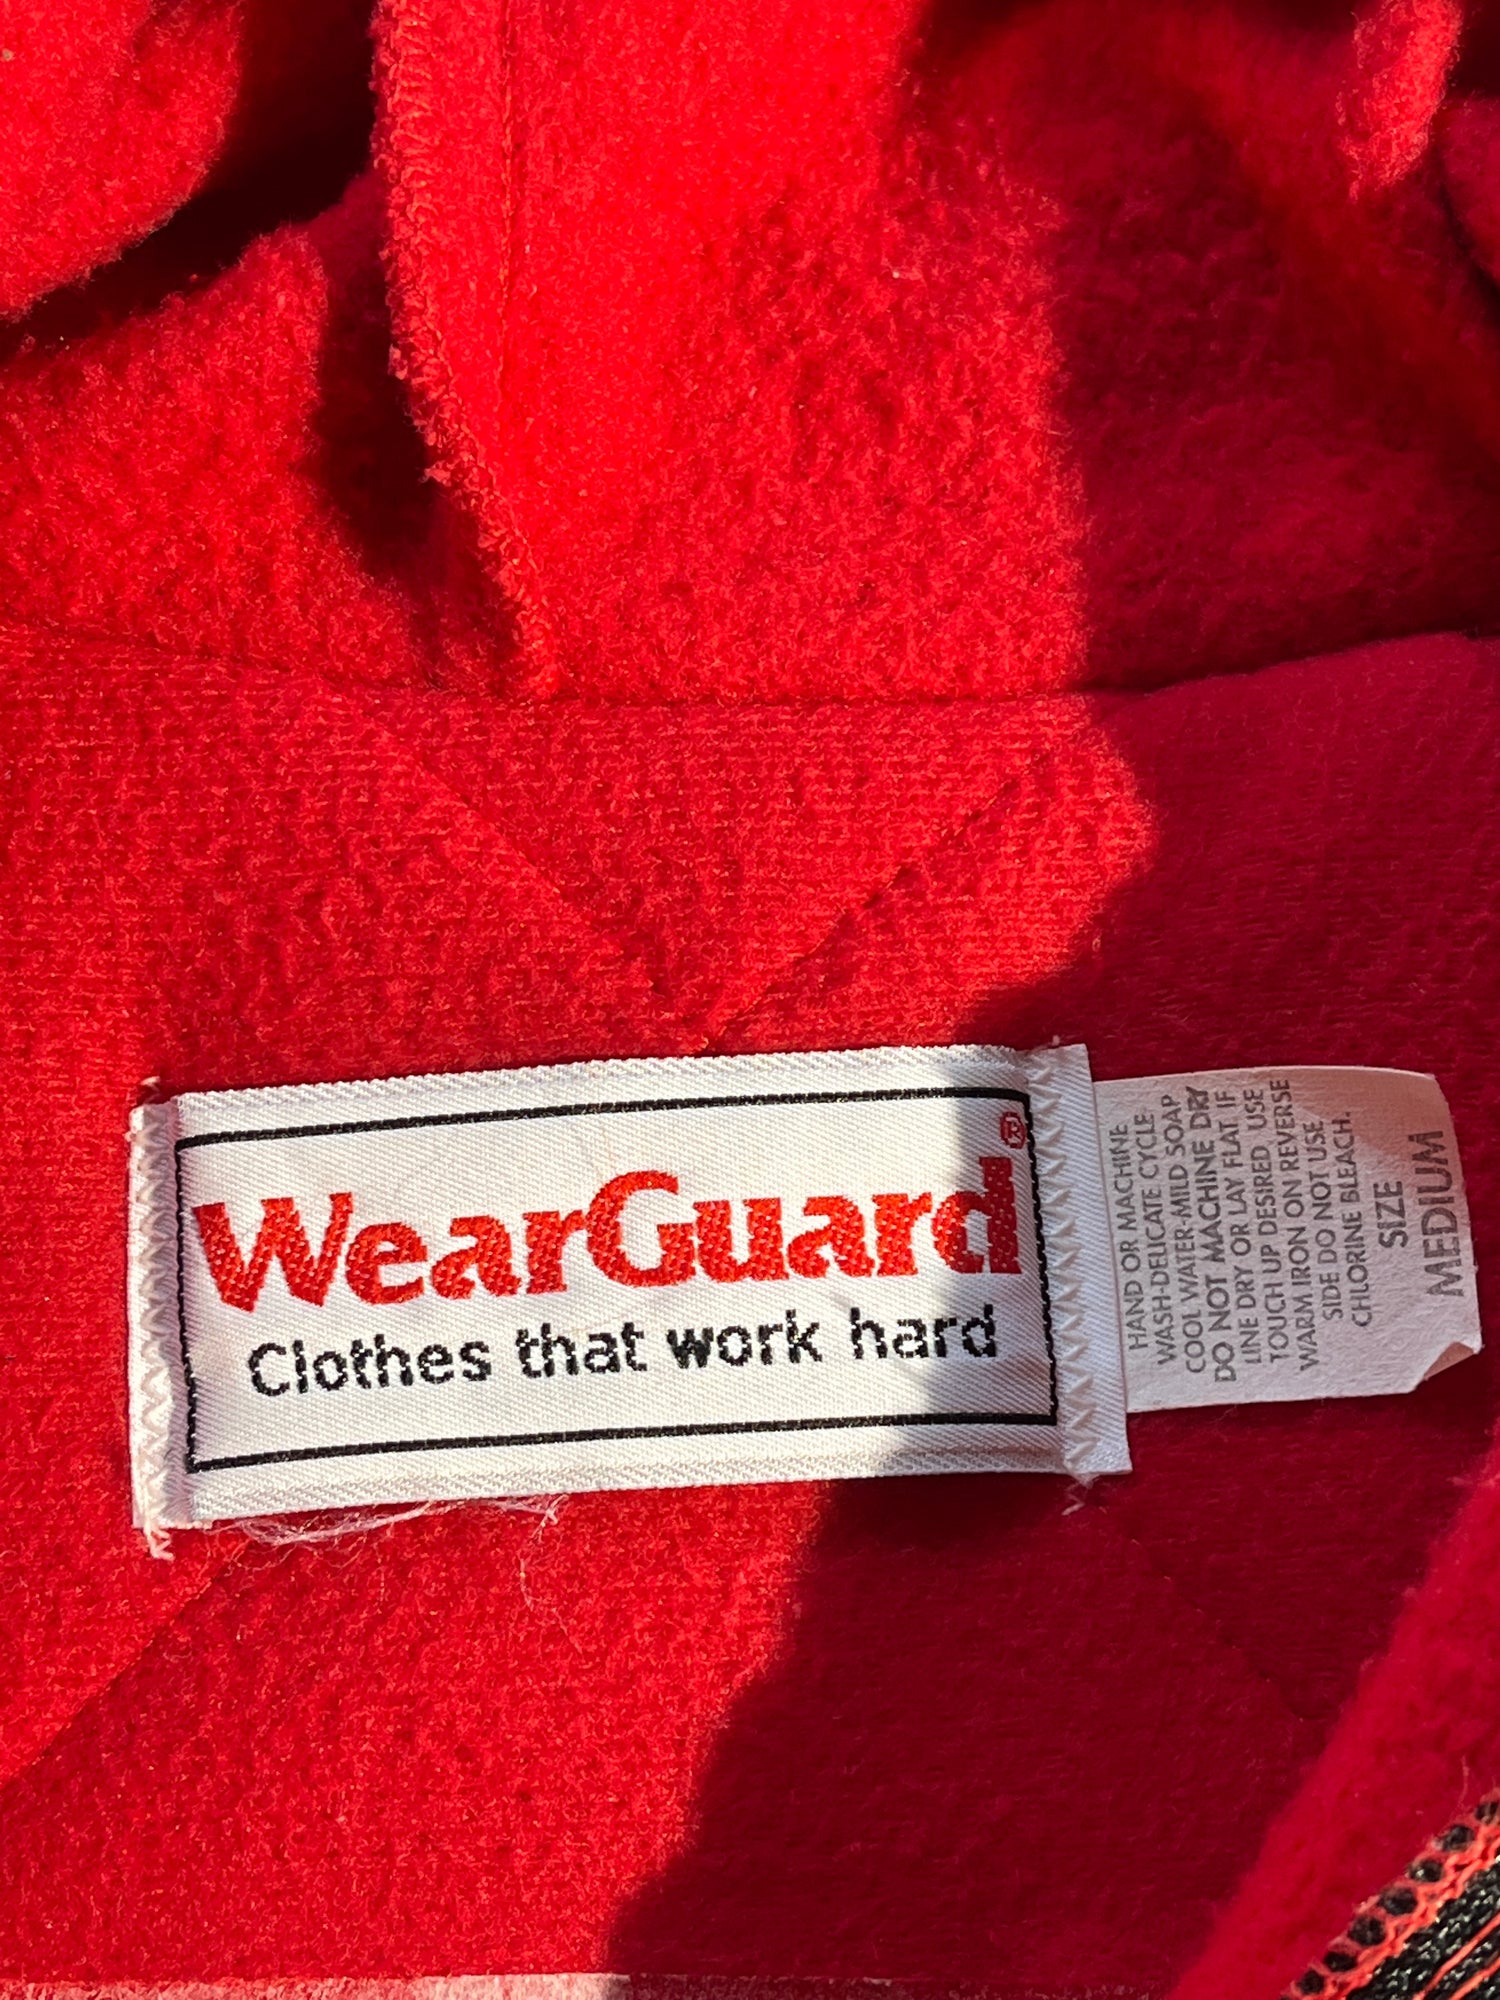 WearGuard®
Clothes that work hard
HAND OR MACHINE
WASH-DELICATE CYCLE
COOL WATER-MILD SOAP
DO NOT MACHINE DRY
LINE DRY OR LAY FLAT IF
TOUCH UP DESIRED USE
WARM IRON ON REVERSE
SIDE DO NOT USE
CHLORINE BLEACH.
SIZE
MEDIUM